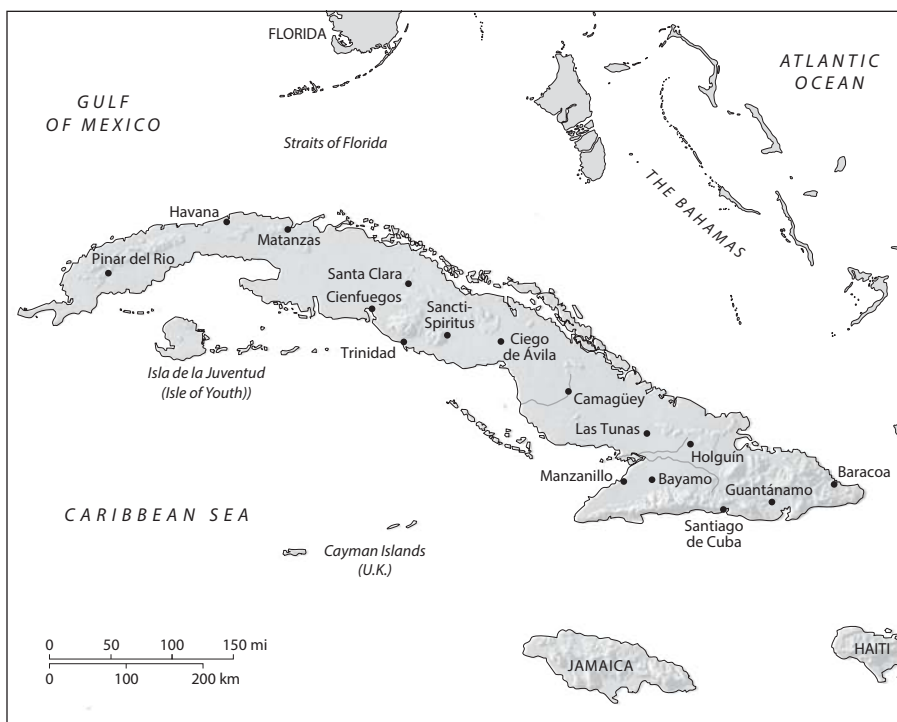 FLORIDA
ATLANTIC
OCEAN
GULF
OF MEXICO
Straits of Florida
THE BAHAMAS
Havana
Matanzas
Pinar del Rio
Santa Clara
Cienfuegos
Sancti-
Spiritus
Trinidad
Ciego
de Ávila
Isla de la Juventud
(Isle of Youth))
Camagüey
Las Tunas
Holguín
Manzanillo
Bayamo
Guantánamo
Baracoa
Santiago
de Cuba
CARIBBEAN SEA
Cayman Islands
(U.K.)
0 50 100 150 mi
0 100 200 km
JAMAICA
HAITI